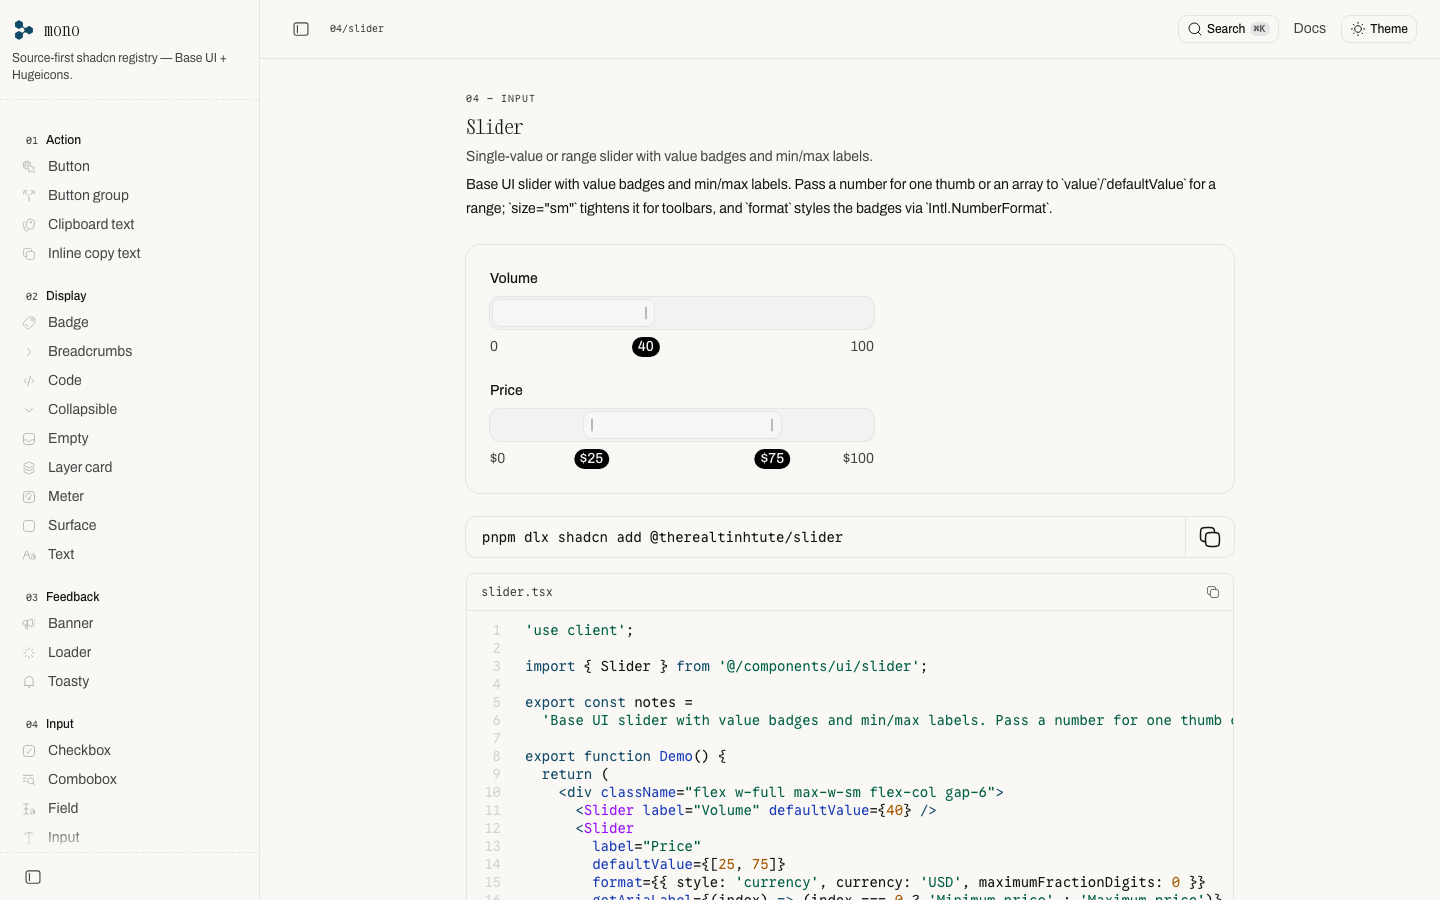 mono
Source-first shadcn registry — Base UI +
Hugeicons.
01 Action
Button
Button group
Clipboard text
Inline copy text
02 Display
Badge
Breadcrumbs
Code
Collapsible
Empty
Layer card
Meter
Surface
Text
03 Feedback
Banner
Loader
Toasty
04 Input
Checkbox
Combobox
Field
Input
04/slider
Search ⌘K
Docs
Theme
04 — INPUT
Slider
Single-value or range slider with value badges and min/max labels.
Base UI slider with value badges and min/max labels. Pass a number for one thumb or an array to `value`/`defaultValue` for a
range; `size="sm"` tightens it for toolbars, and `format` styles the badges via `Intl.NumberFormat`.
Volume
0 40 100
Price
$0 $25 $75 $100
pnpm dlx shadcn add @therealtinhtute/slider
slider.tsx
1 'use client';
2
3 import { Slider } from '@/components/ui/slider';
4
5 export const notes =
6 'Base UI slider with value badges and min/max labels. Pass a number for one thumb
7
8 export function Demo() {
9 return (
10 <div className="flex w-full max-w-sm flex-col gap-6">
11 <Slider label="Volume" defaultValue={40} />
12 <Slider
13 label="Price"
14 defaultValue={[25, 75]}
15 format={{ style: 'currency', currency: 'USD', maximumFractionDigits: 0 }}
16 getAriaLabel={(index) => (index === 0 ? 'Minimum price' : 'Maximum price')}